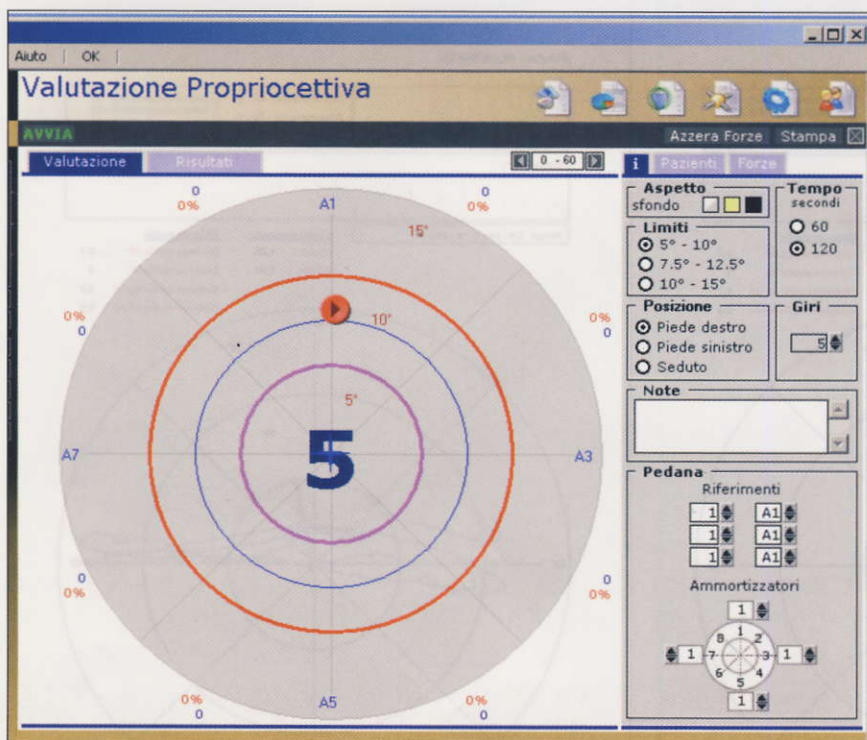 Aiuto | OK |
Valutazione Propriocettiva
AVVIA
Azzera Forze Stampa
Valutazione Risultati
0 - 60
i Pazienti Forze
0 0
0% A1 0%
15°
0% 0%
0 0
10°
5°
5
A7 A3
0 0
0% 0%
0% A5 0%
0 0
Aspetto
sfondo
Tempo
secondi
60
120
Limiti
5° - 10°
7.5° - 12.5°
10° - 15°
Posizione
Piede destro
Piede sinistro
Seduto
Giri
5
Note
Pedana
Riferimenti
1 A1
1 A1
1 A1
Ammortizzatori
1
8 1 2
1 7 3 1
6 5 4
1